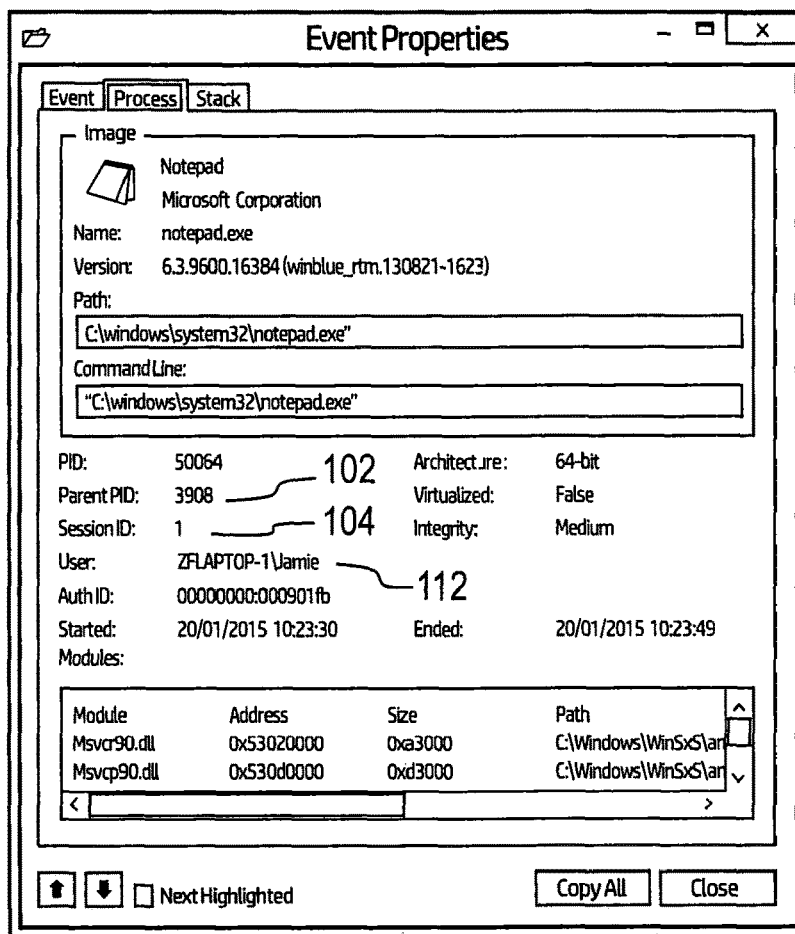 Event Properties
Event Process Stack
Image
Notepad
Microsoft Corporation
Name: notepad.exe
Version: 6.3.9600.16384 (winblue_rtm.130821-1623)
Path:
C:\windows\system32\notepad.exe"
Command Line:
"C:\windows\system32\notepad.exe"
PID: 50064 Architecture: 64-bit
Parent PID: 3908 102 Virtualized: False
Session ID: 1 104 Integrity: Medium
User: ZFLAPTOP-1\Jamie 112
Auth ID: 00000000:000901fb
Started: 20/01/2015 10:23:30 Ended: 20/01/2015 10:23:49
Modules:
Module Address Size Path
Msvcr90.dll 0x53020000 0xa3000 C:\Windows\WinSxS\ar
Msvcp90.dll 0x530d0000 0xd3000 C:\Windows\WinSxS\ar
Next Highlighted Copy All Close